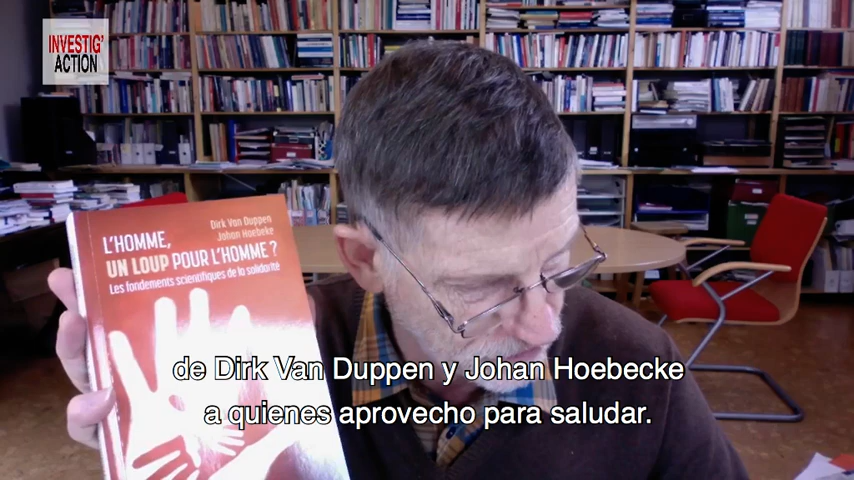 INVESTIG'
ACTION
Dirk Van Duppen
Johan Hoebeke
L'HOMME,
UN LOUP POUR L'HOMME ?
Les fondements scientifiques de la solidarité
de Dirk Van Duppen y Johan Hoebecke
a quienes aprovecho para saludar.